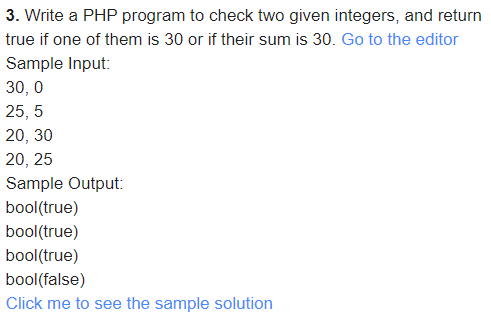 3. Write a PHP program to check two given integers, and return
true if one of them is 30 or if their sum is 30. Go to the editor
Sample Input:
30, 0
25, 5
20, 30
20, 25
Sample Output:
bool(true)
bool(true)
bool(true)
bool(false)
Click me to see the sample solution